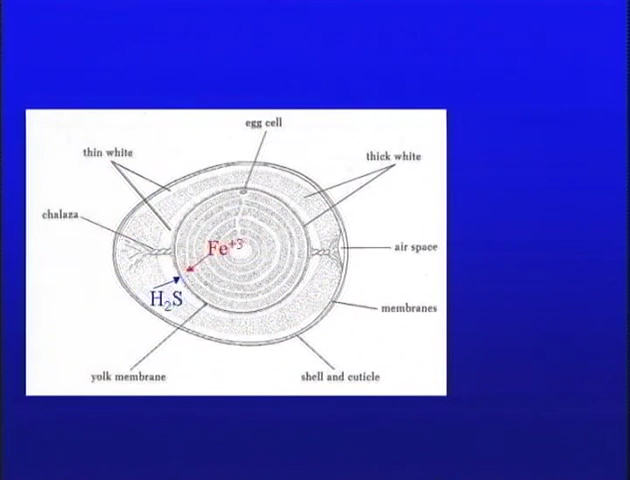 egg cell
thin white
thick white
chalaza
Fe+3
air space
H2S
membranes
yolk membrane
shell and cuticle